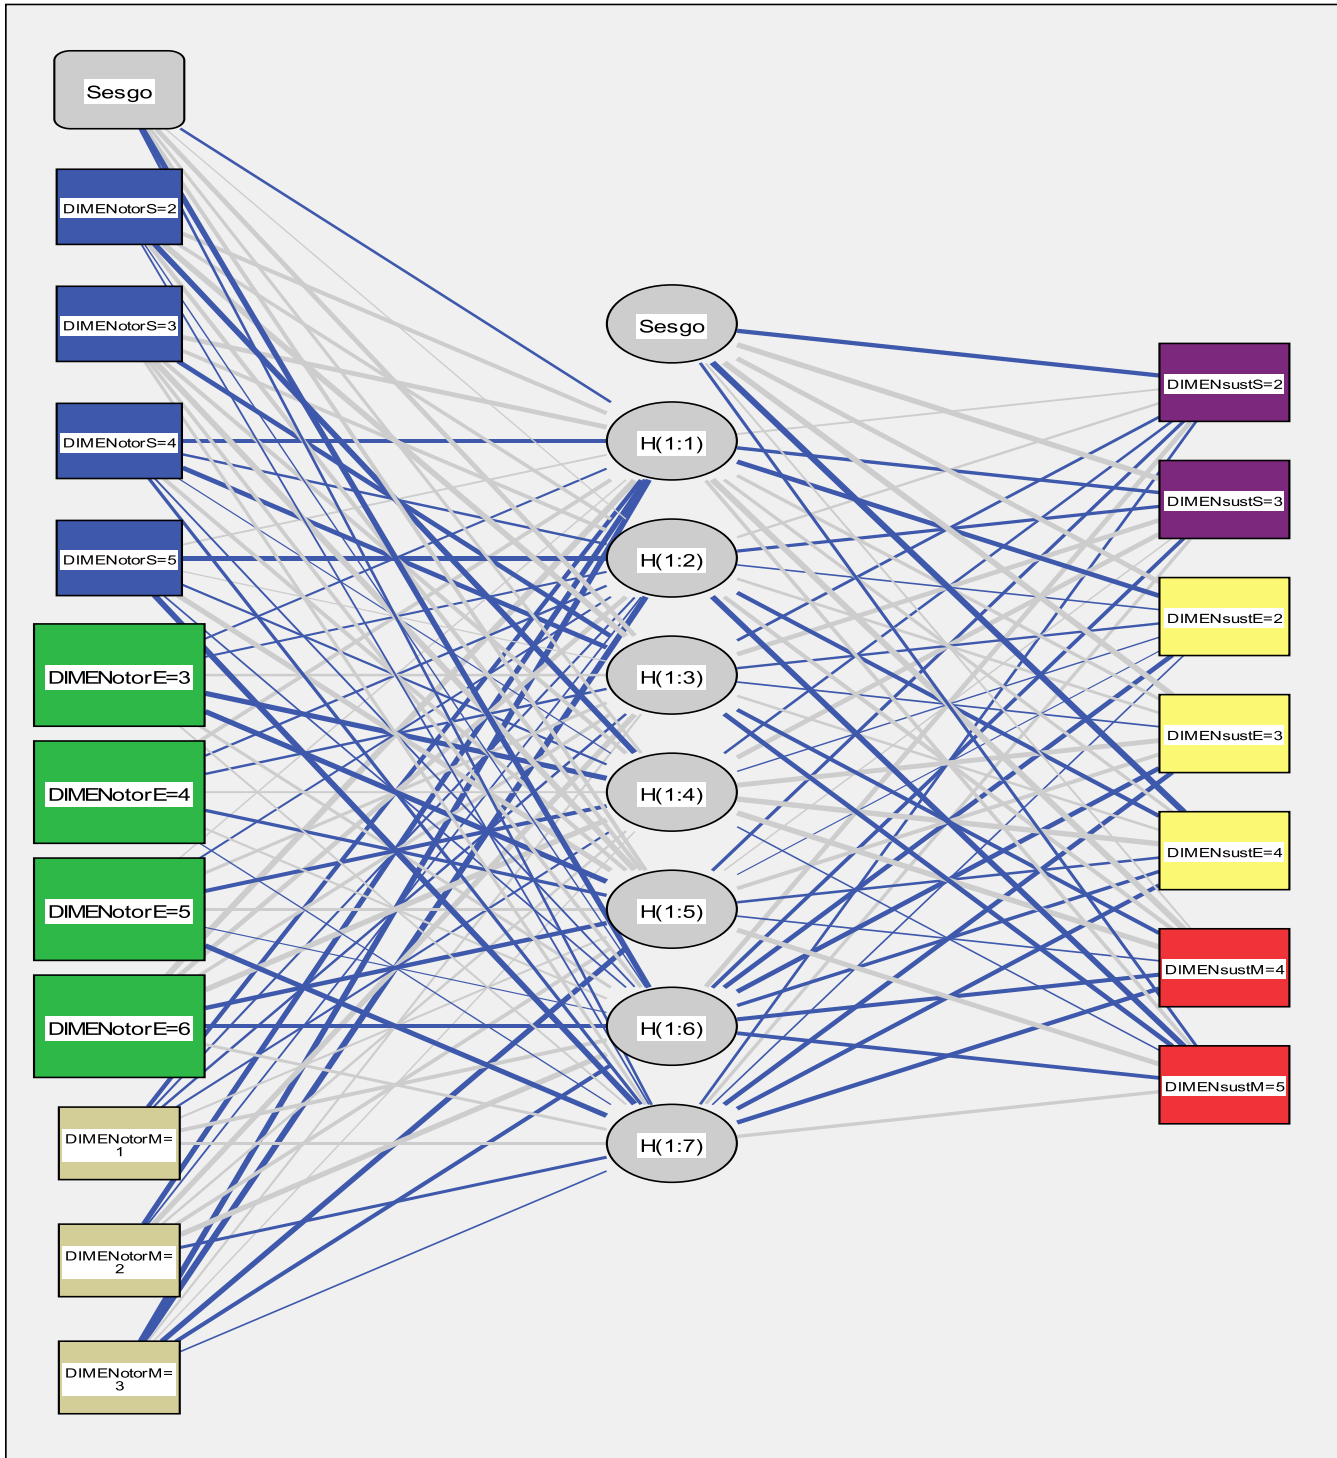 Sesgo
DIMENotorS=2
DIMENotorS=3
DIMENotorS=4
DIMENotorS=5
DIMENotorE=3
DIMENotorE=4
DIMENotorE=5
DIMENotorE=6
DIMENotorM=
1
DIMENotorM=
2
DIMENotorM=
3
Sesgo
H(1:1)
H(1:2)
H(1:3)
H(1:4)
H(1:5)
H(1:6)
H(1:7)
DIMENsustS=2
DIMENsustS=3
DIMENsustE=2
DIMENsustE=3
DIMENsustE=4
DIMENsustM=4
DIMENsustM=5